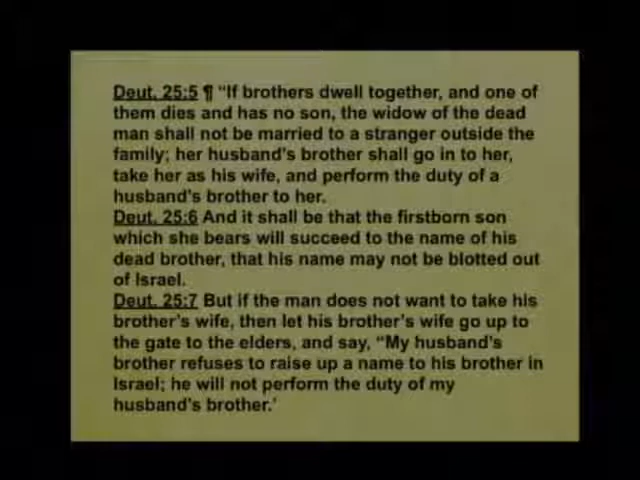 Deut. 25:5 ¶ “If brothers dwell together, and one of
them dies and has no son, the widow of the dead
man shall not be married to a stranger outside the
family; her husband’s brother shall go in to her,
take her as his wife, and perform the duty of a
husband’s brother to her.
Deut. 25:6 And it shall be that the firstborn son
which she bears will succeed to the name of his
dead brother, that his name may not be blotted out
of Israel.
Deut. 25:7 But if the man does not want to take his
brother’s wife, then let his brother’s wife go up to
the gate to the elders, and say, “My husband’s
brother refuses to raise up a name to his brother in
Israel; he will not perform the duty of my
husband’s brother.’